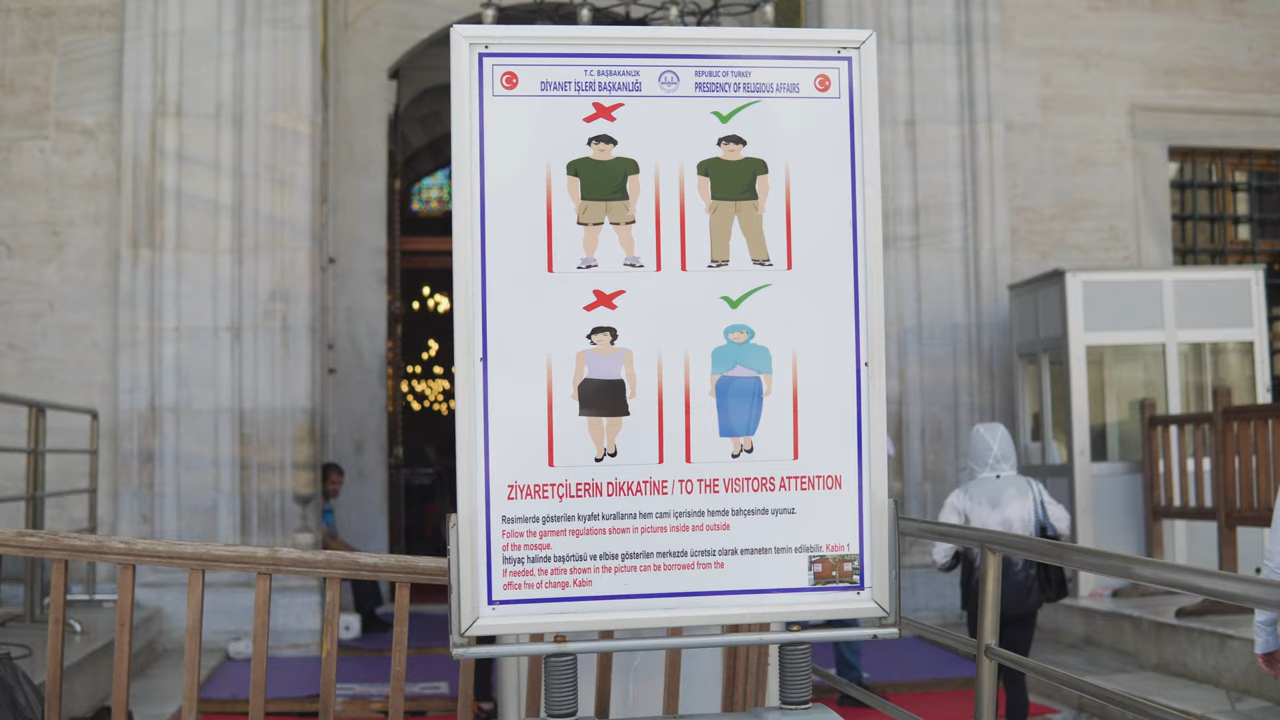 T.C. BAŞBAKANLIK
DİYANET İŞLERİ BAŞKANLIĞI
REPUBLIC OF TURKEY
PRESIDENCY OF RELIGIOUS AFFAIRS
ZİYARETÇİLERİN DİKKATİNE / TO THE VISITORS ATTENTION
Resimlerde gösterilen kıyafet kurallarına hem cami içerisinde hemde bahçesinde uyunuz.
Follow the garment regulations shown in pictures inside and outside
of the mosque.
İhtiyaç halinde başörtüsü ve elbise gösterilen merkezde ücretsiz olarak emaneten temin edilebilir. Kabin 1
If needed, the attire shown in the picture can be borrowed from the
office free of change. Kabin